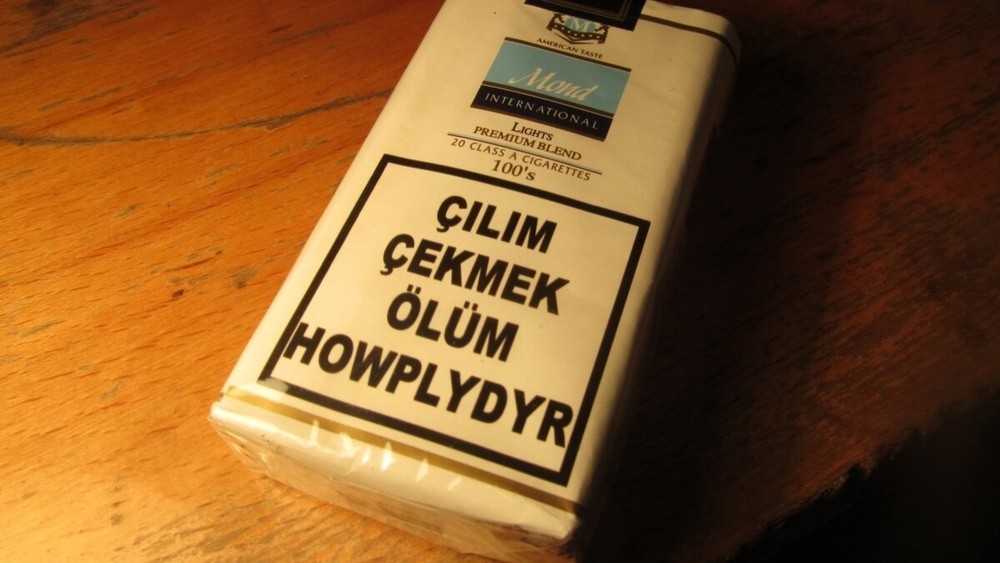 M
AMERICAN TASTE
Mond
INTERNATIONAL
LIGHTS
PREMIUM BLEND
20 CLASS A CIGARETTES
100's
ÇILIM
ÇEKMEK
ÖLÜM
HOWPLYDYR